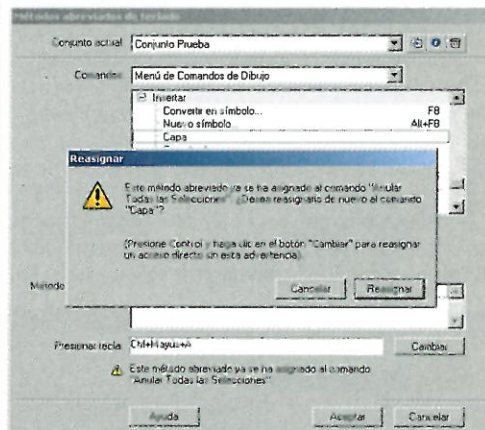 Métodos abreviados de teclado
Conjunto actual: Conjunto Prueba
Comandos: Menú de Comandos de Dibujo
Insertar
Convertir en símbolo... F8
Nuevo símbolo... Alt+F8
Capa
Reasignar
Este método abreviado ya se ha asignado al comando "Anular
Todas las Selecciones". ¿Desea reasignarlo de nuevo al comando
"Capa"?
(Presione Control y haga clic en el botón "Cambiar" para reasignar
un acceso directo sin esta advertencia).
Cancelar Reasignar
Presionar tecla: Ctrl+Mayús+A Cambiar
Este método abreviado ya se ha asignado al comando
"Anular Todas las Selecciones"
Ayuda Aceptar Cancelar